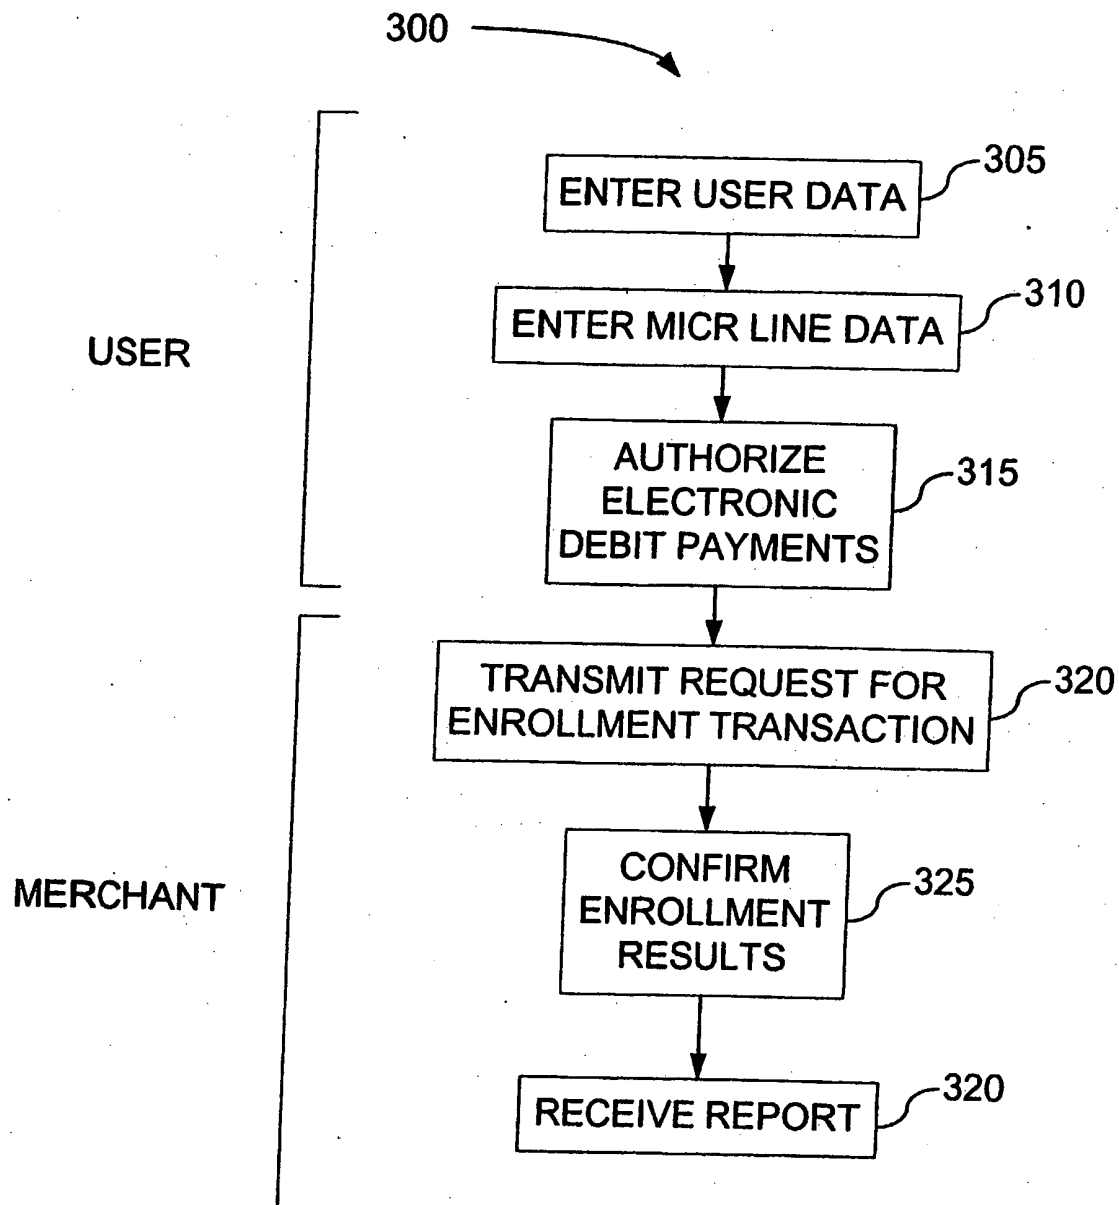 300
305
ENTER USER DATA
310
ENTER MICR LINE DATA
USER
AUTHORIZE
ELECTRONIC
DEBIT PAYMENTS
315
TRANSMIT REQUEST FOR
ENROLLMENT TRANSACTION
320
MERCHANT
CONFIRM
ENROLLMENT
RESULTS
325
RECEIVE REPORT
320